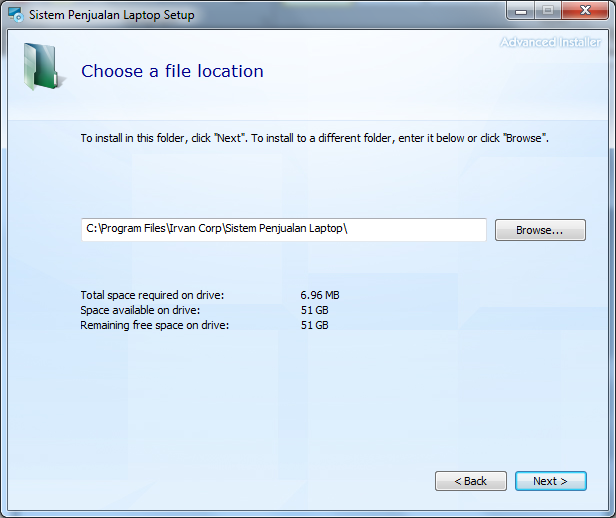 Sistem Penjualan Laptop Setup
Advanced Installer
Choose a file location
To install in this folder, click "Next". To install to a different folder, enter it below or click "Browse".
C:\Program Files\Irvan Corp\Sistem Penjualan Laptop\
Browse...
Total space required on drive: 6.96 MB
Space available on drive: 51 GB
Remaining free space on drive: 51 GB
< Back Next >